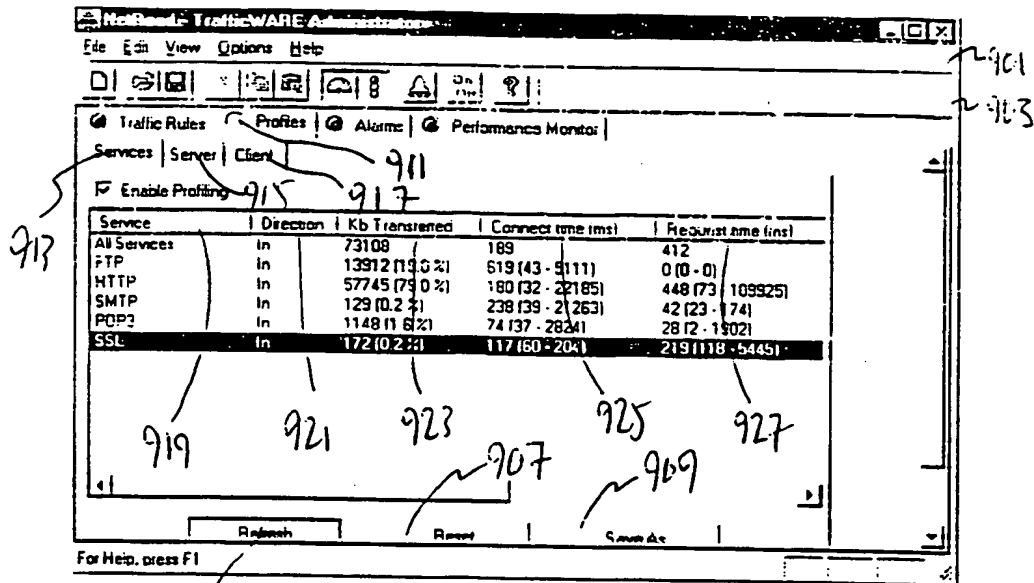 TrafficWARE Administrator
File Edit View Options Help
901
903
Traffic Rules Profiles Alarms Performance Monitor
Services Server Client
911
Enable Profiling
915 917
913
Service Direction Kb Transferred Connect time (ms) Request time (ms)
All Services In 73108 189 412
FTP In 13912 (19.0 %) 619 (43 - 9111) 0 (0 - 0)
HTTP In 57745 (79.0 %) 180 (32 - 22185) 448 (73 - 109925)
SMTP In 129 (0.2 %) 238 (39 - 21263) 42 (23 - 174)
POP3 In 1148 (1.6 %) 74 (37 - 2824) 28 (2 - 1902)
SSL In 172 (0.2 %) 117 (60 - 204) 219 (118 - 5445)
919 921 923 925 927
907 909
Refresh Reset Save As
For Help, press F1